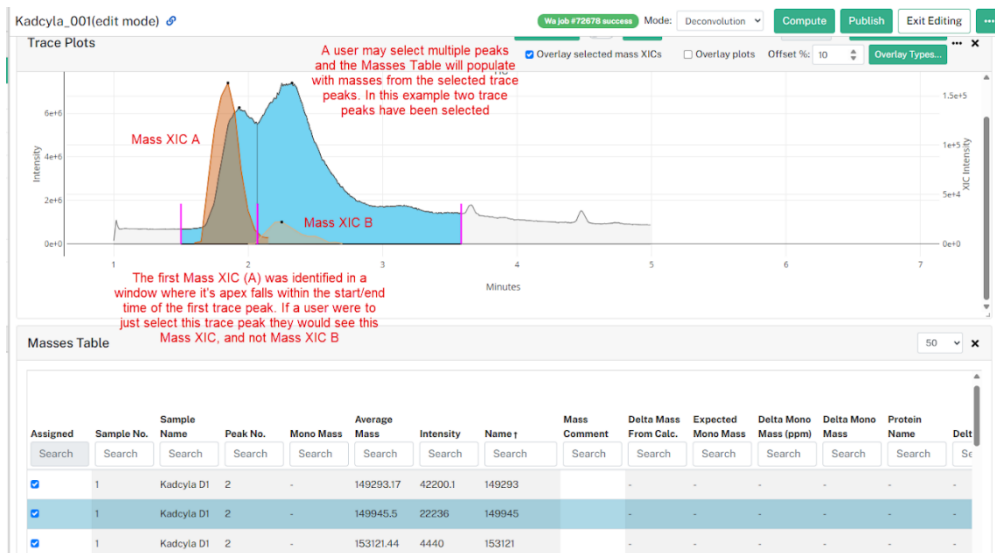 Kadcyla_001(edit mode)
Wa job #72678 success
Mode:
Deconvolution
Compute
Publish
Exit Editing
Trace Plots
Overlay selected mass XICs
Overlay plots
Offset %:
10
Overlay Types...
A user may select multiple peaks
and the Masses Table will populate
with masses from the selected trace
peaks. In this example two trace
peaks have been selected
Mass XIC A
Mass XIC B
Intensity
6e+6
4e+6
2e+6
0e+0
1.5e+5
1e+5
5e+4
0e+0
XIC Intensity
1
2
3
4
5
6
7
Minutes
The first Mass XIC (A) was identified in a
window where it's apex falls within the start/end
time of the first trace peak. If a user were to
just select this trace peak they would see this
Mass XIC, and not Mass XIC B
Masses Table
50
Assigned Sample No. Sample Name Peak No. Mono Mass Average Mass Intensity Name↑ Mass Comment Delta Mass From Calc. Expected Mono Mass Delta Mono Mass (ppm) Delta Mono Mass Protein Name Delt
Search Search Search Search Search Search Search Search Search Search Search Search Search Search Se
1 Kadcyla D1 2 - 149293.17 42200.1 149293 - - - - - -
1 Kadcyla D1 2 - 149945.5 22236 149945 - - - - - -
1 Kadcyla D1 2 - 153121.44 4440 153121 - - - - - -